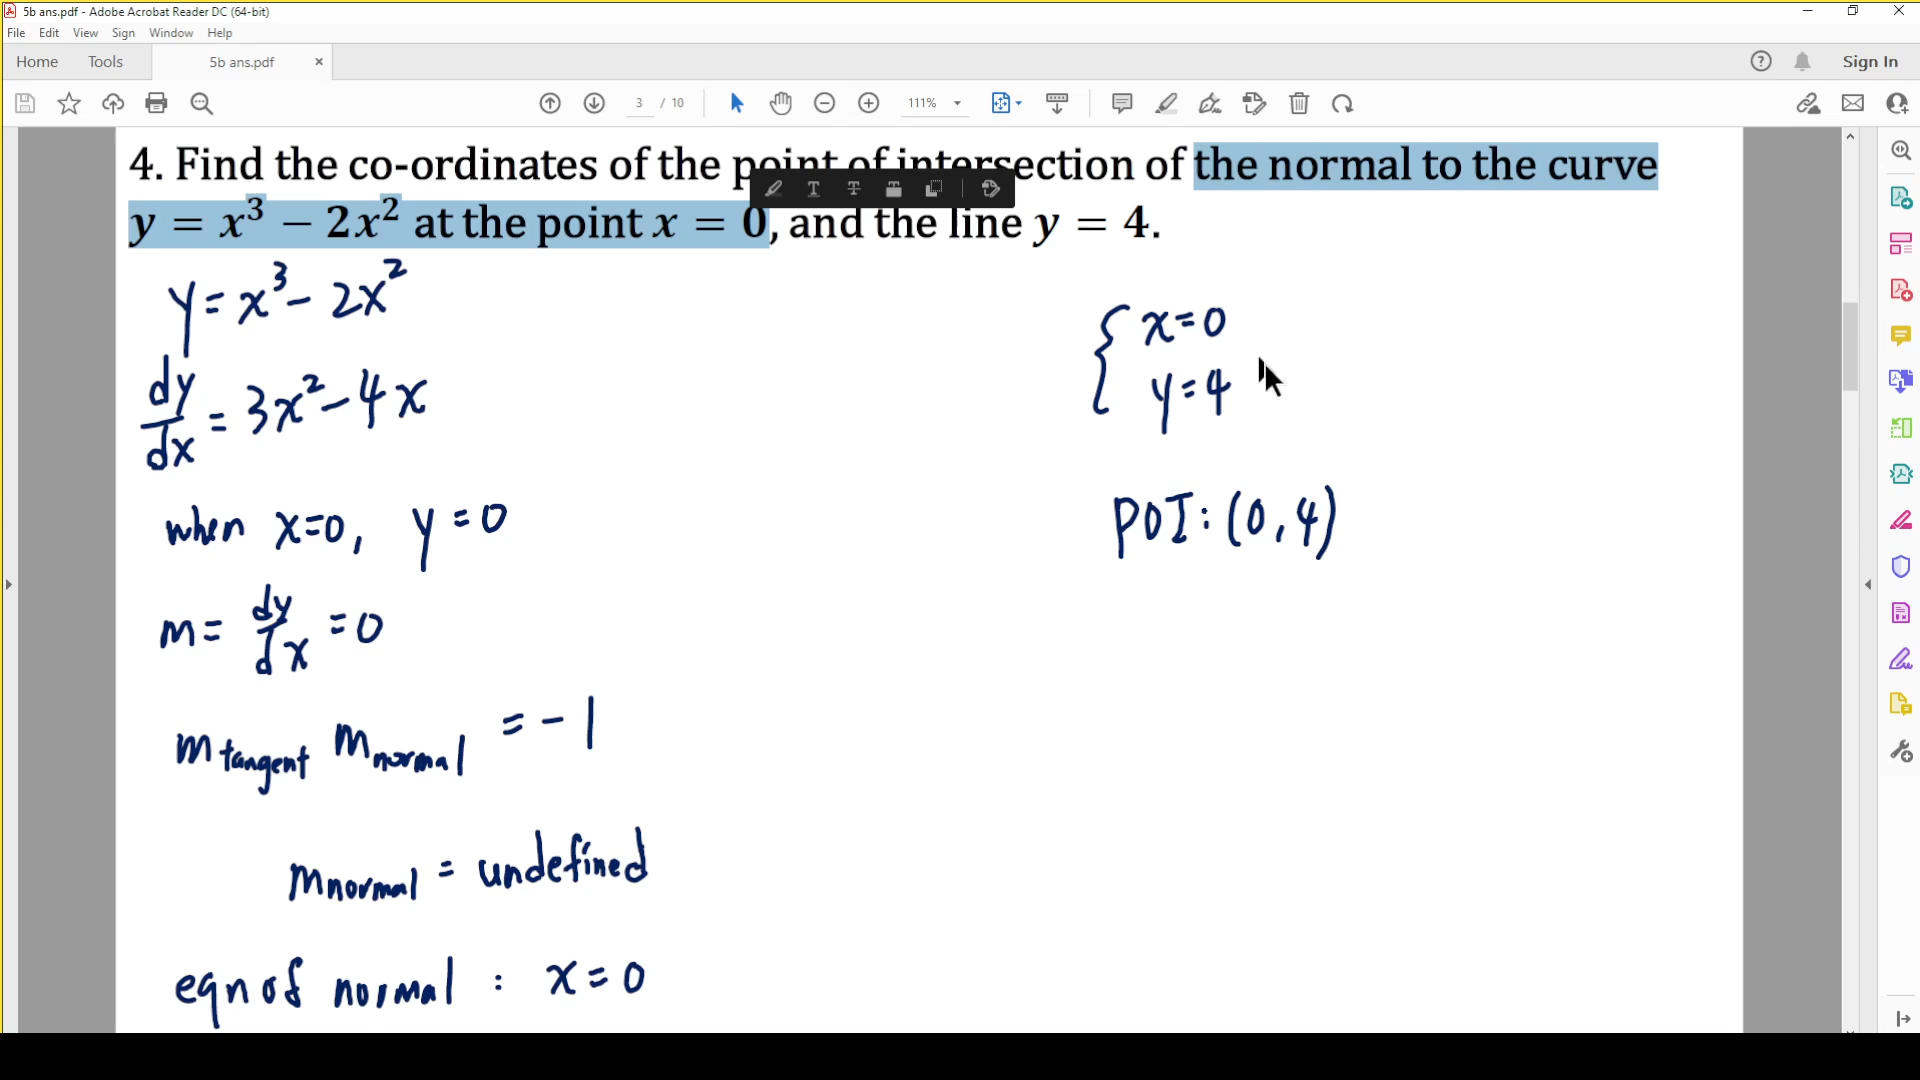 5b ans.pdf - Adobe Acrobat Reader DC (64-bit)
File Edit View Sign Window Help
Home Tools 5b ans.pdf × Sign In
3 / 10 111%
4. Find the co-ordinates of the point of intersection of the normal to the curve
y = x³ − 2x² at the point x = 0, and the line y = 4.
y = x³ - 2x²
dy/dx = 3x² - 4x
when x=0, y=0
m = dy/dx = 0
m tangent m normal = -1
m normal = undefined
eqn of normal : x = 0
{ x=0
y=4
POI: (0, 4)